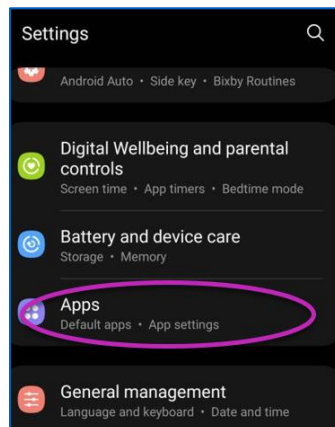 Settings
Android Auto • Side key • Bixby Routines
Digital Wellbeing and parental
controls
Screen time • App timers • Bedtime mode
Battery and device care
Storage • Memory
Apps
Default apps • App settings
General management
Language and keyboard • Date and time